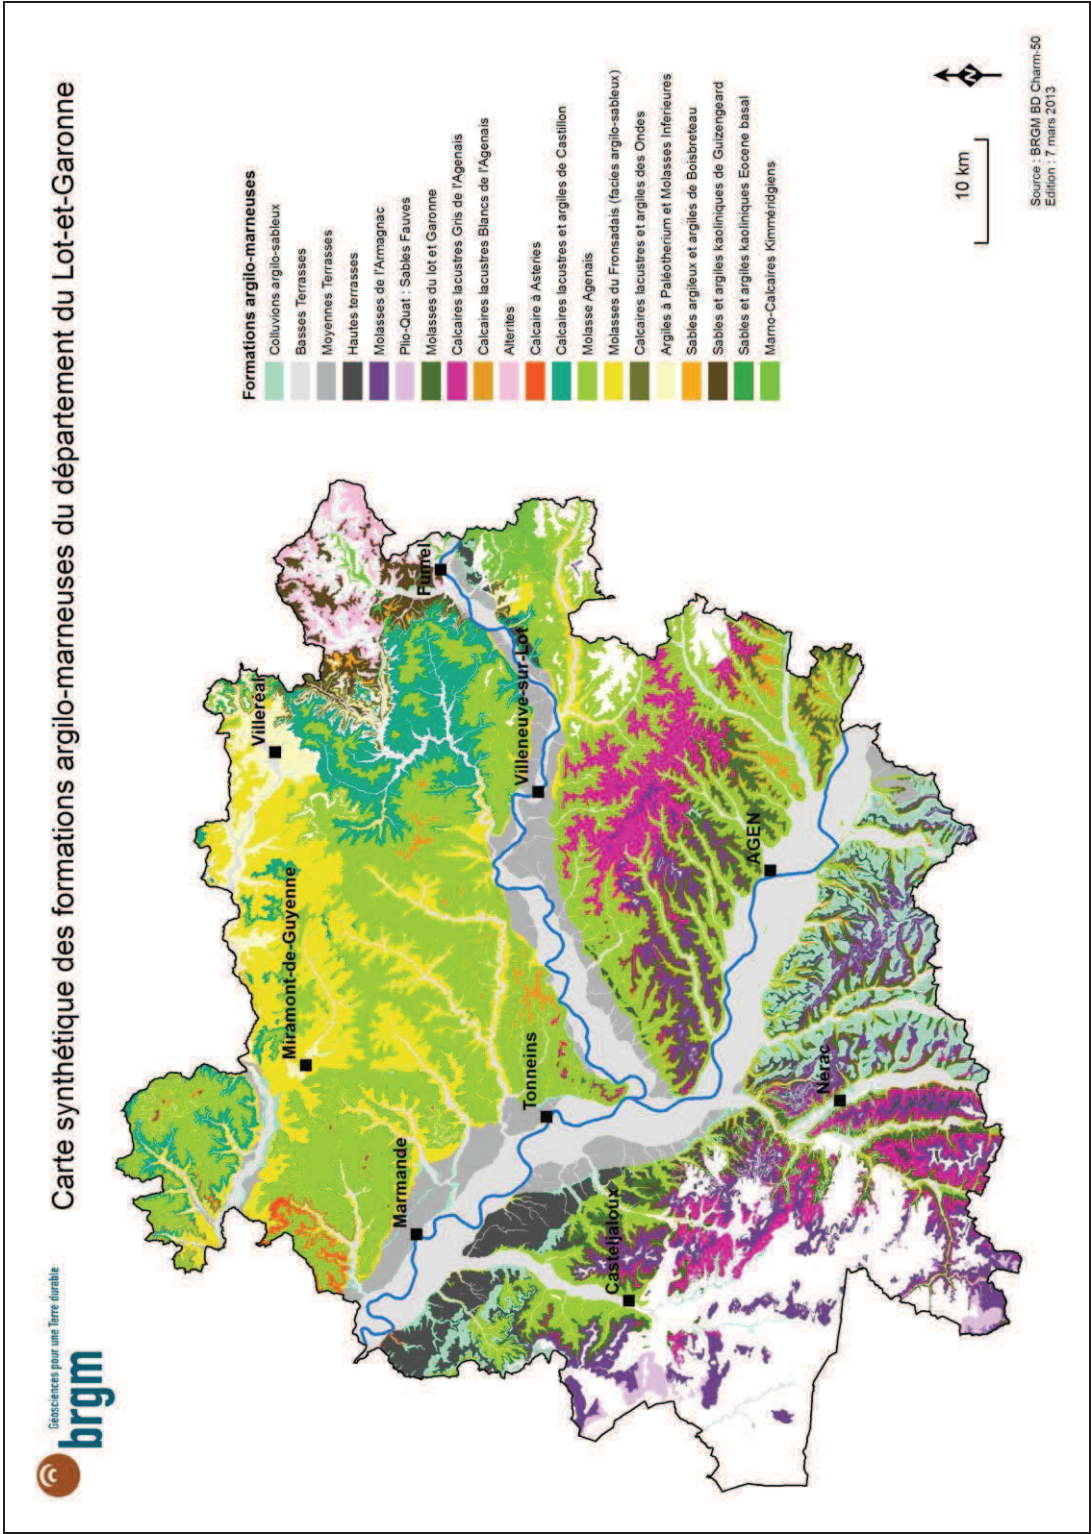 Géosciences pour une Terre durable
brgm
Carte synthétique des formations argilo-marneuses du département du Lot-et-Garonne
Villeréal
Fumel
Miramont-de-Guyenne
Villeneuve-sur-Lot
Marmande
Tonneins
AGEN
Casteljaloux
Nérac
Formations argilo-marneuses
Colluvions argilo-sableux
Basses Terrasses
Moyennes Terrasses
Hautes terrasses
Molasses de l'Armagnac
Plio-Quat : Sables Fauves
Molasses du lot et Garonne
Calcaires lacustres Gris de l'Agenais
Calcaires lacustres Blancs de l'Agenais
Alterites
Calcaire à Asteries
Calcaires lacustres et argiles de Castillon
Molasse Agenais
Molasses du Fronsadais (facies argilo-sableux)
Calcaires lacustres et argiles des Ondes
Argiles à Paléotherium et Molasses Inferieures
Sables argileux et argiles de Boisbreteau
Sables et argiles kaoliniques de Guizengeard
Sables et argiles kaoliniques Eocene basal
Marno-Calcaires Kimméridgiens
N
10 km
Source : BRGM BD Charm-50
Edition : 7 mars 2013